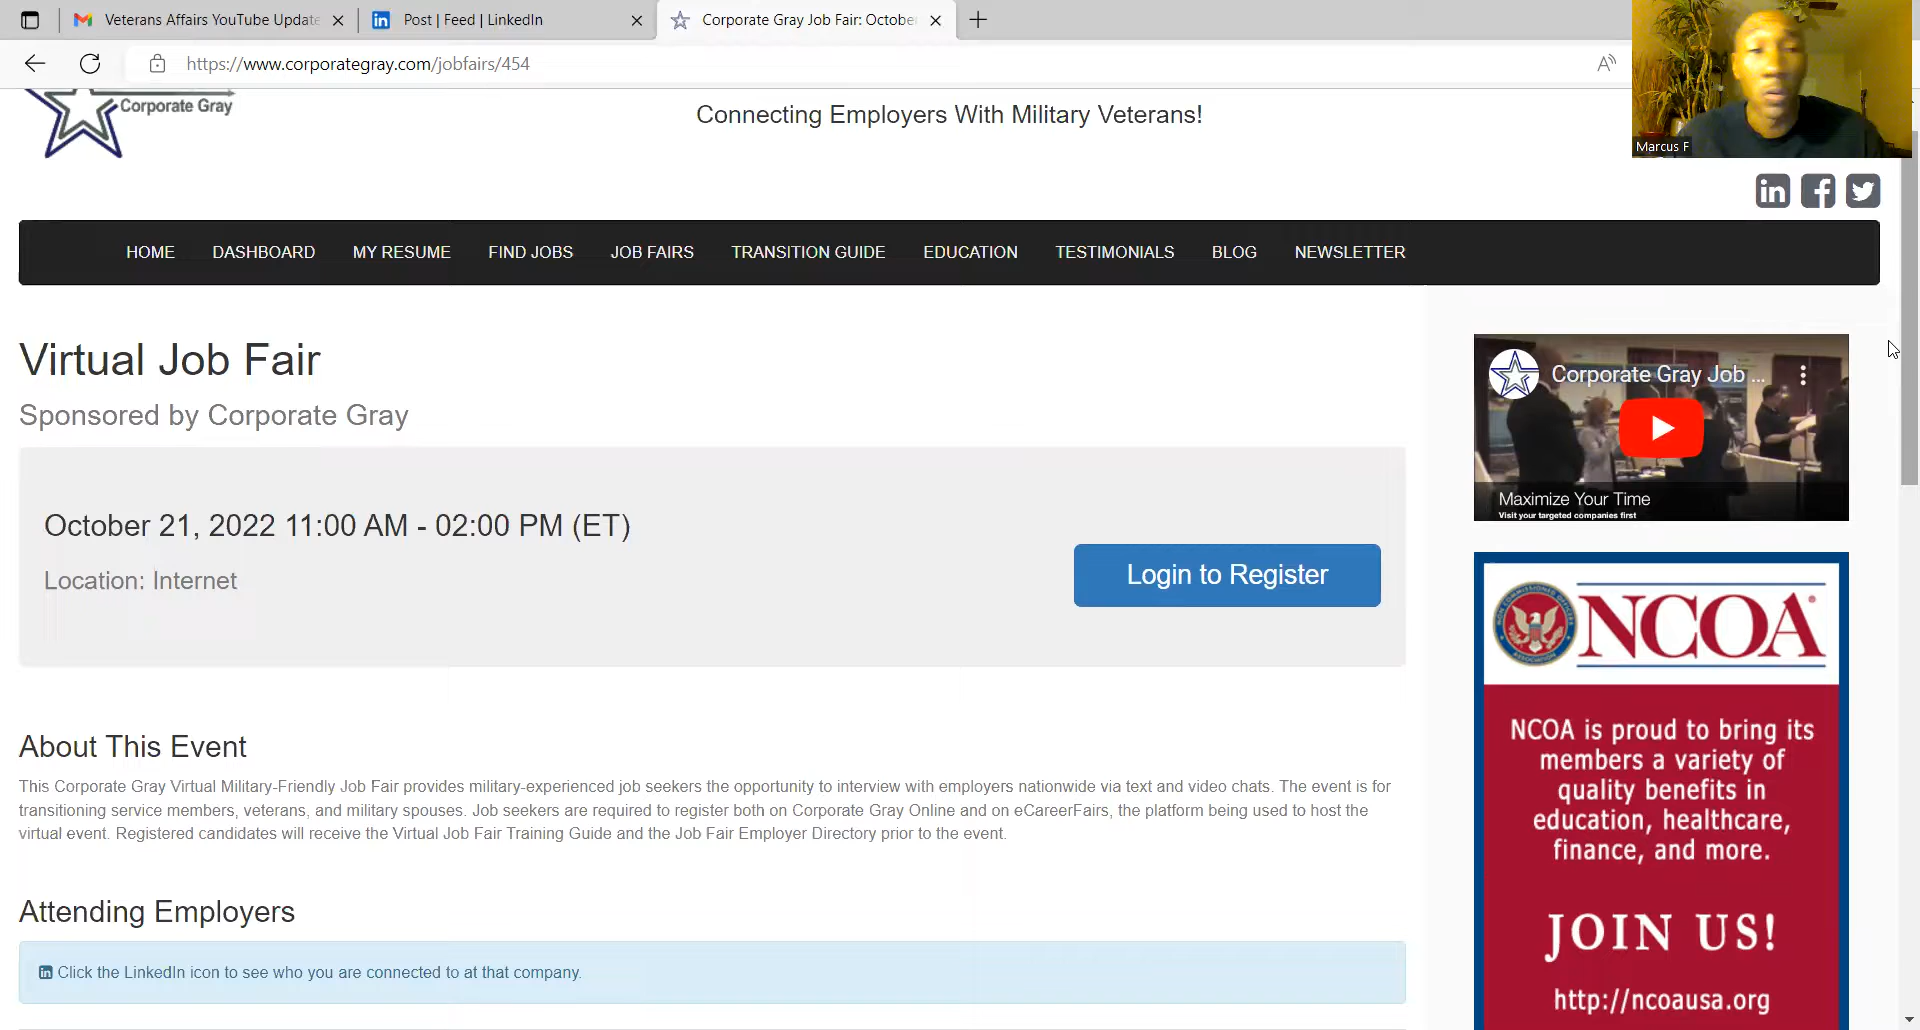 Veterans Affairs YouTube Update
Post | Feed | LinkedIn
Corporate Gray Job Fair: October
https://www.corporategray.com/jobfairs/454
Marcus F
Corporate Gray
Connecting Employers With Military Veterans!
HOME DASHBOARD MY RESUME FIND JOBS JOB FAIRS TRANSITION GUIDE EDUCATION TESTIMONIALS BLOG NEWSLETTER
Virtual Job Fair
Sponsored by Corporate Gray
October 21, 2022 11:00 AM - 02:00 PM (ET)
Location: Internet
Login to Register
About This Event
This Corporate Gray Virtual Military-Friendly Job Fair provides military-experienced job seekers the opportunity to interview with employers nationwide via text and video chats. The event is for
transitioning service members, veterans, and military spouses. Job seekers are required to register both on Corporate Gray Online and on eCareerFairs, the platform being used to host the
virtual event. Registered candidates will receive the Virtual Job Fair Training Guide and the Job Fair Employer Directory prior to the event.
Attending Employers
Click the LinkedIn icon to see who you are connected to at that company.
Corporate Gray Job ...
Maximize Your Time
Visit your targeted companies first
NCOA
NCOA is proud to bring its
members a variety of
quality benefits in
education, healthcare,
finance, and more.
JOIN US!
http://ncoausa.org